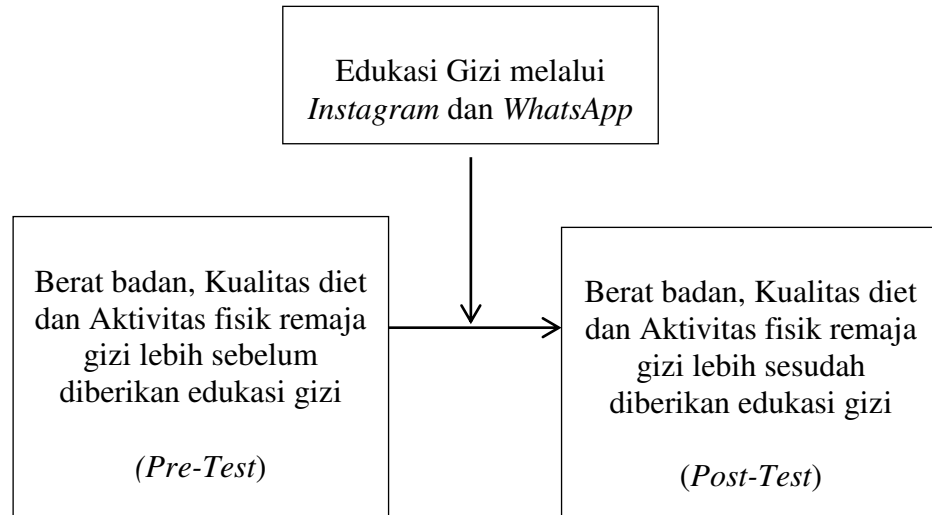 Edukasi Gizi melalui
Instagram dan WhatsApp
Berat badan, Kualitas diet
dan Aktivitas fisik remaja
gizi lebih sebelum
diberikan edukasi gizi
(Pre-Test)
Berat badan, Kualitas diet
dan Aktivitas fisik remaja
gizi lebih sesudah
diberikan edukasi gizi
(Post-Test)